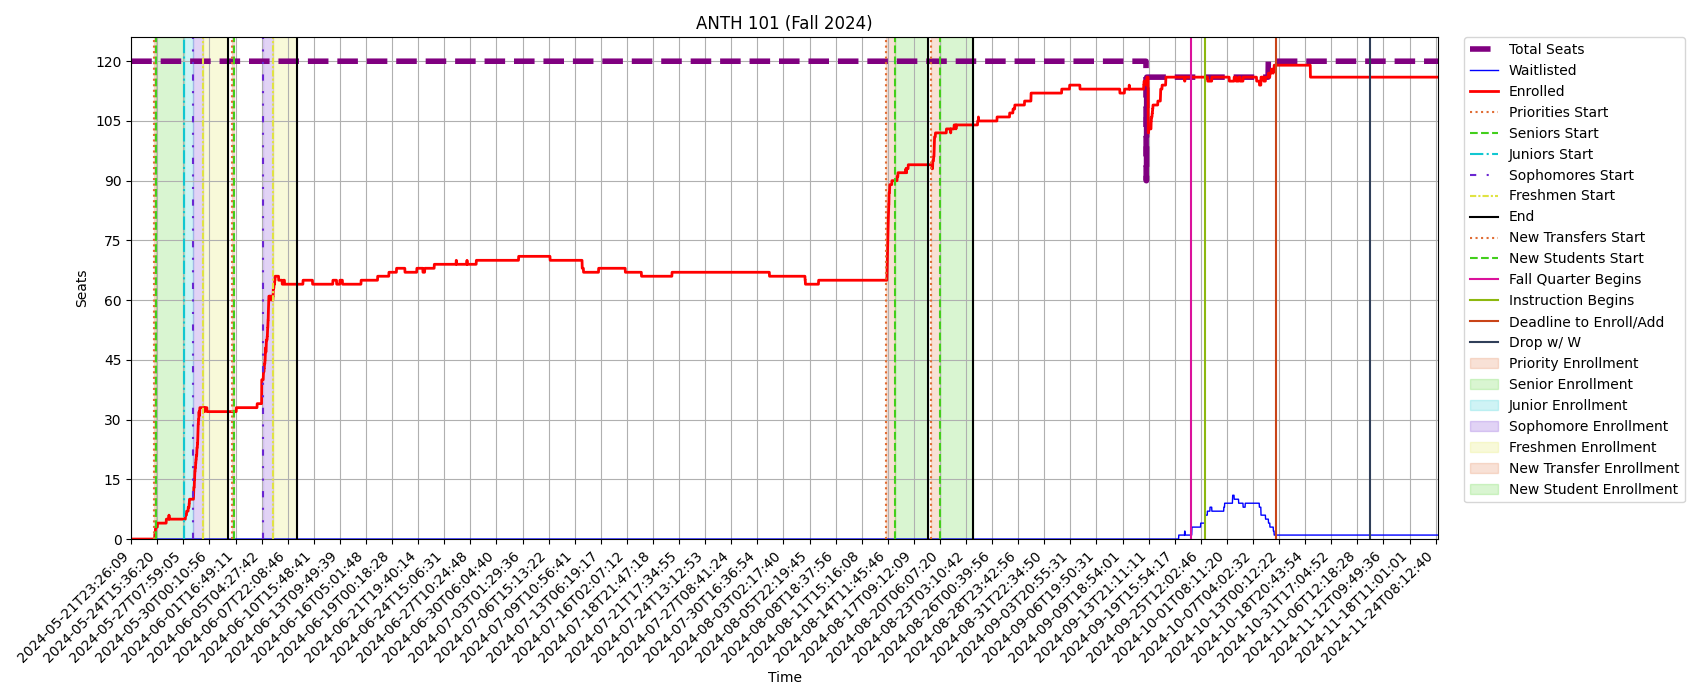 ANTH 101 (Fall 2024)
Seats
120
105
90
75
60
45
30
15
0
2024-05-21T23:26:09
2024-05-24T15:36:20
2024-05-27T07:59:05
2024-05-30T00:10:56
2024-06-01T16:49:11
2024-06-05T04:27:42
2024-06-07T22:08:46
2024-06-10T15:48:41
2024-06-13T09:49:39
2024-06-16T05:01:48
2024-06-19T00:18:28
2024-06-21T19:40:14
2024-06-24T15:06:31
2024-06-27T10:24:48
2024-06-30T06:04:40
2024-07-03T01:29:36
2024-07-06T15:13:22
2024-07-09T10:56:41
2024-07-13T06:19:17
2024-07-16T02:07:12
2024-07-18T21:47:19
2024-07-21T17:34:55
2024-07-24T13:12:53
2024-07-27T08:41:24
2024-07-30T16:36:54
2024-08-03T02:17:40
2024-08-05T22:19:45
2024-08-08T18:37:56
2024-08-11T15:16:08
2024-08-14T11:45:46
2024-08-17T09:12:09
2024-08-20T06:07:20
2024-08-23T03:10:42
2024-08-26T00:39:56
2024-08-28T23:42:56
2024-08-31T22:34:50
2024-09-03T20:55:31
2024-09-06T19:50:31
2024-09-09T18:54:01
2024-09-13T21:11:11
2024-09-19T15:54:17
2024-09-25T12:02:46
2024-10-01T08:11:20
2024-10-07T04:02:32
2024-10-13T00:12:22
2024-10-18T20:43:54
2024-10-31T17:04:52
2024-11-06T12:18:28
2024-11-12T09:49:36
2024-11-18T11:01:01
2024-11-24T08:12:40
Time
Total Seats
Waitlisted
Enrolled
Priorities Start
Seniors Start
Juniors Start
Sophomores Start
Freshmen Start
End
New Transfers Start
New Students Start
Fall Quarter Begins
Instruction Begins
Deadline to Enroll/Add
Drop w/ W
Priority Enrollment
Senior Enrollment
Junior Enrollment
Sophomore Enrollment
Freshmen Enrollment
New Transfer Enrollment
New Student Enrollment